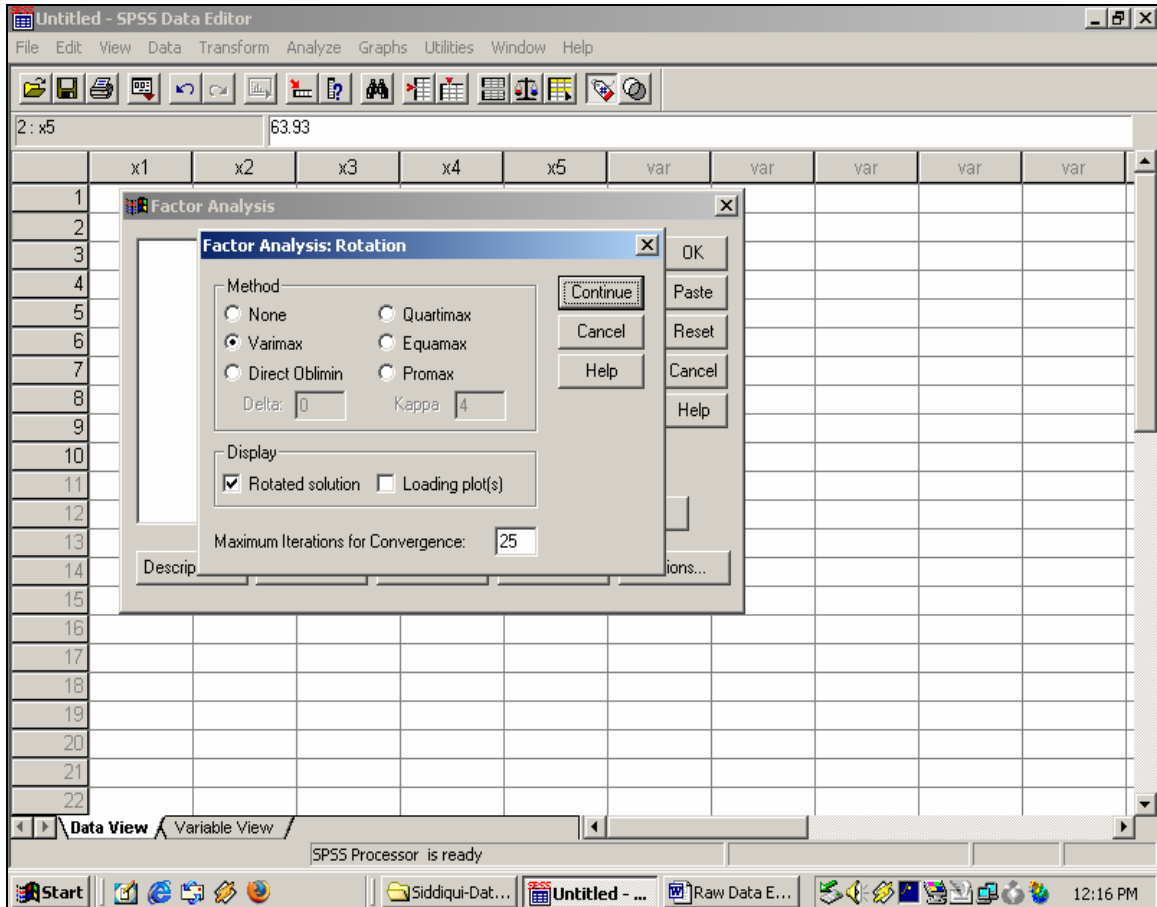 Untitled - SPSS Data Editor
File Edit View Data Transform Analyze Graphs Utilities Window Help
2 : x5 63.93
x1 x2 x3 x4 x5 var var var var var
1
2
3
4
5
6
7
8
9
10
11
12
13
14
15
16
17
18
19
20
21
22
Factor Analysis
OK
Paste
Reset
Cancel
Help
Descrip
ions...
Factor Analysis: Rotation
Method
None Quartimax
Varimax Equamax
Direct Oblimin Promax
Delta: 0 Kappa 4
Continue
Cancel
Help
Display
Rotated solution Loading plot(s)
Maximum Iterations for Convergence: 25
Data View Variable View
SPSS Processor is ready
Start Siddiqui-Dat... Untitled - ... Raw Data E... 12:16 PM